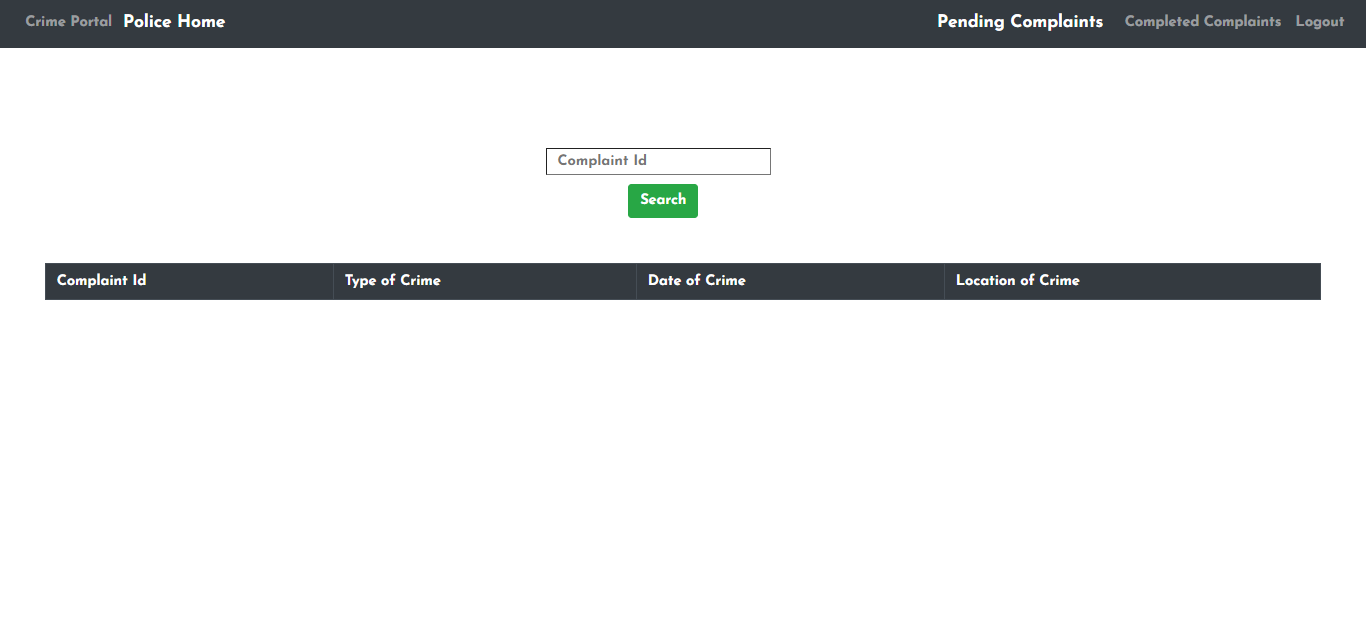 Crime Portal Police Home Pending Complaints Completed Complaints Logout
Complaint Id
Search
Complaint Id Type of Crime Date of Crime Location of Crime